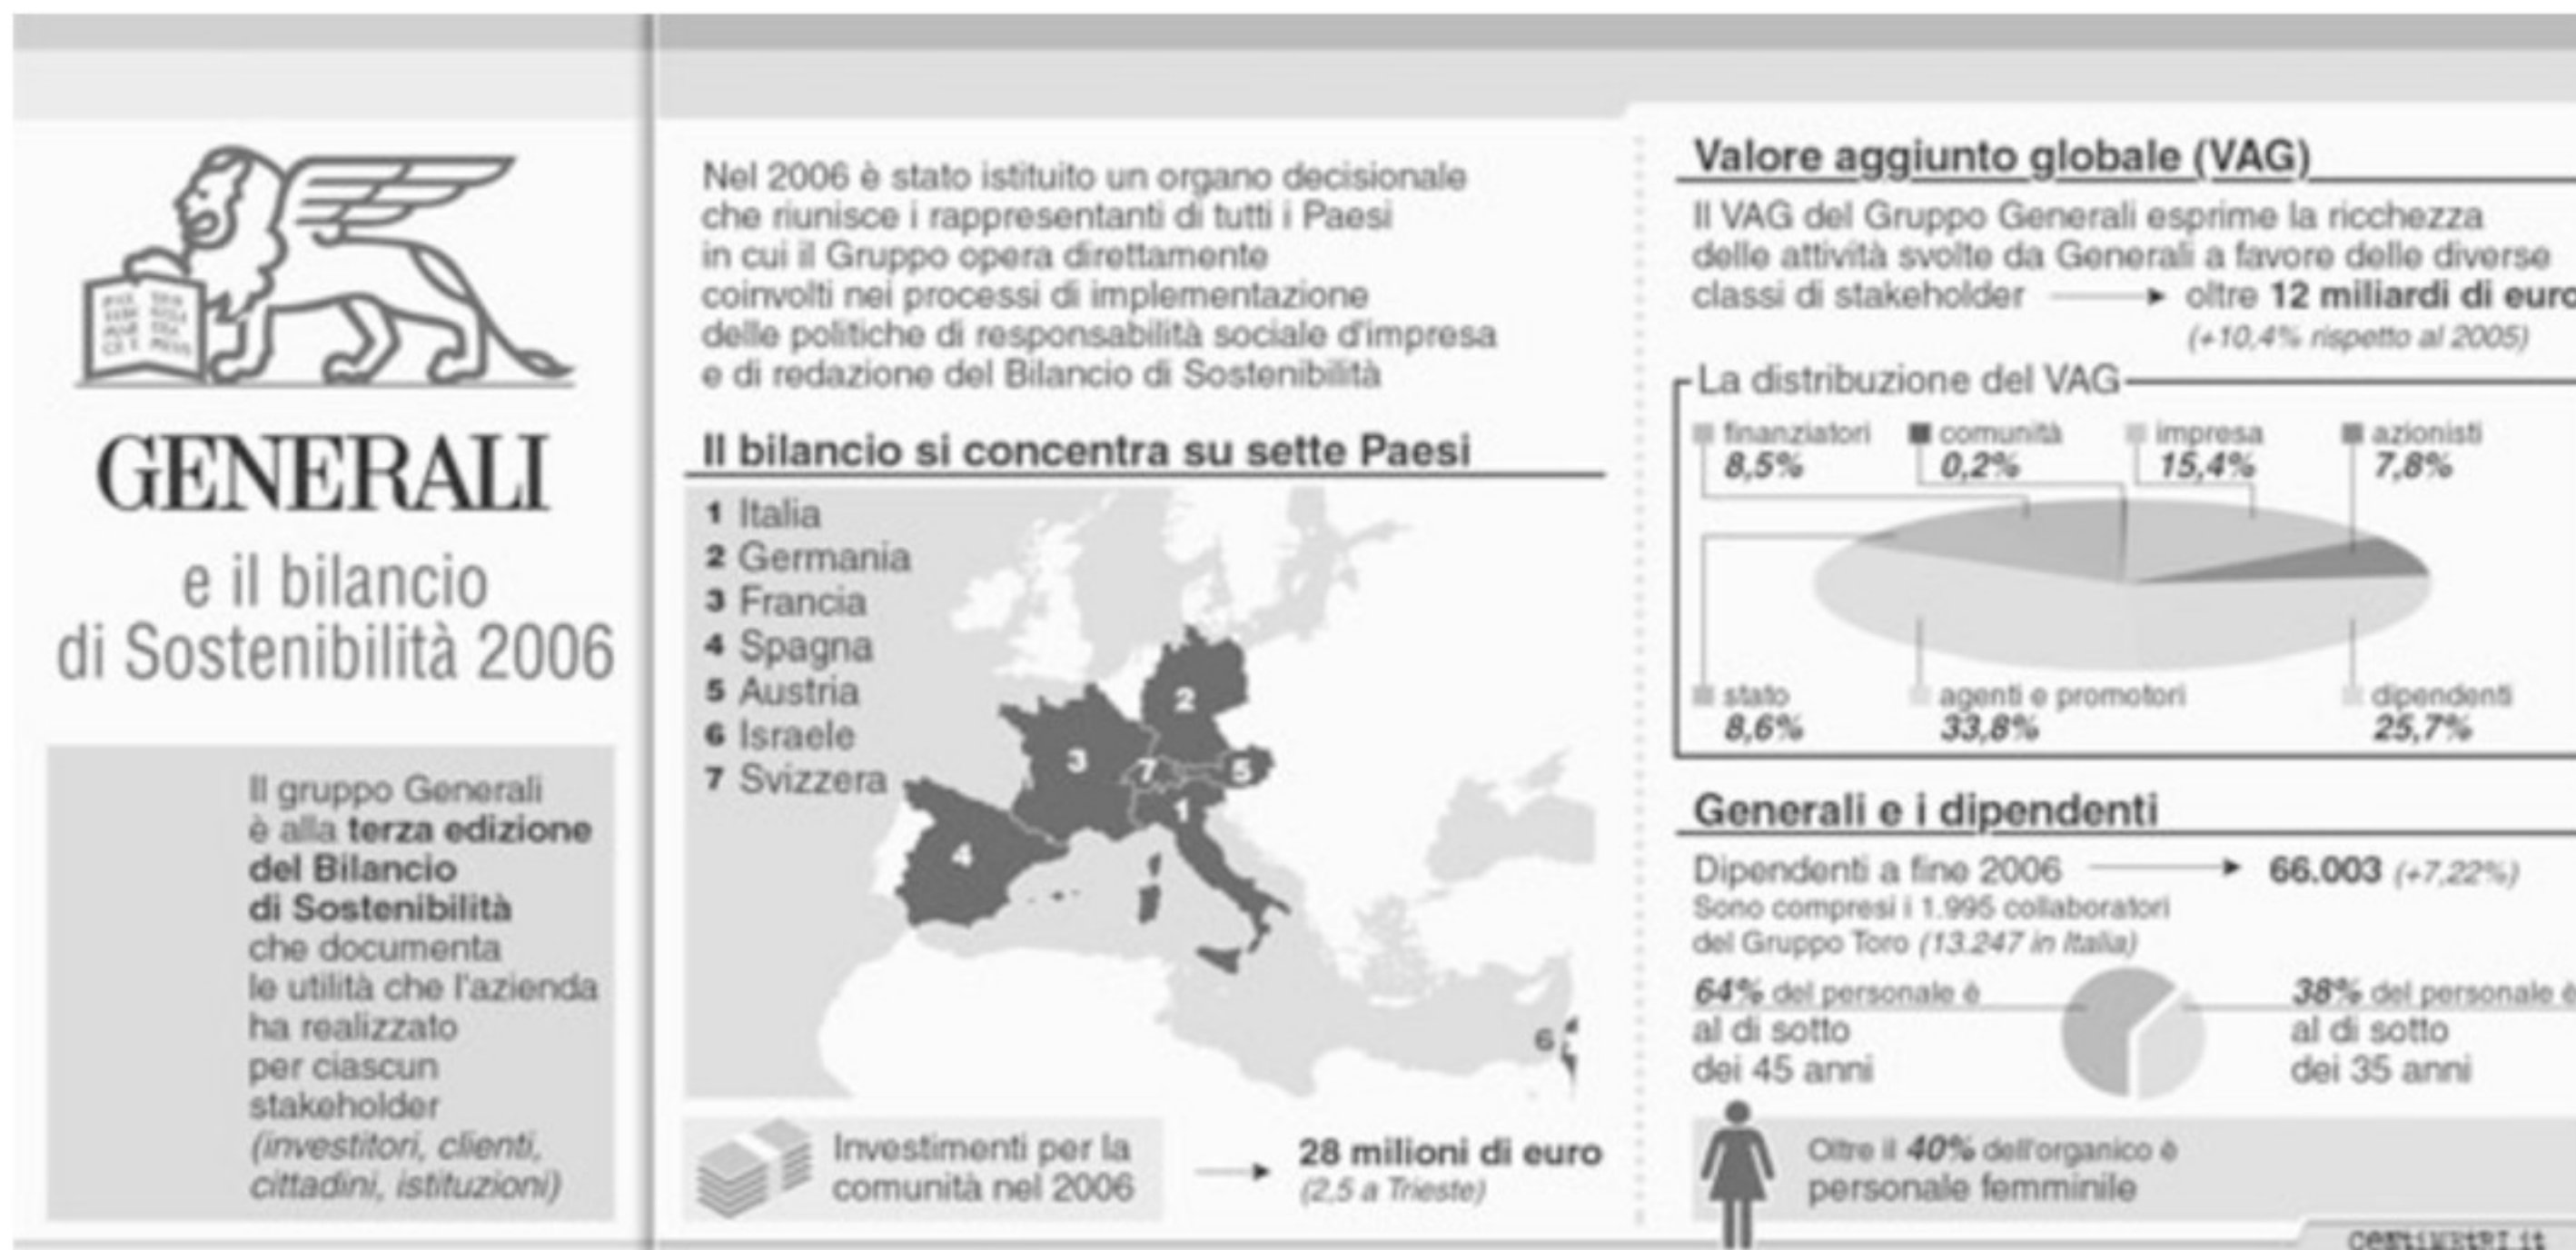 GENERALI
e il bilancio
di Sostenibilità 2006
Il gruppo Generali
è alla terza edizione
del Bilancio
di Sostenibilità
che documenta
le utilità che l'azienda
ha realizzato
per ciascun
stakeholder
(investitori, clienti,
cittadini, istituzioni)
Nel 2006 è stato istituito un organo decisionale
che riunisce i rappresentanti di tutti i Paesi
in cui il Gruppo opera direttamente
coinvolti nei processi di implementazione
delle politiche di responsabilità sociale d'impresa
e di redazione del Bilancio di Sostenibilità
Il bilancio si concentra su sette Paesi
1 Italia
2 Germania
3 Francia
4 Spagna
5 Austria
6 Israele
7 Svizzera
2
3
7
5
1
4
6
Investimenti per la
comunità nel 2006
28 milioni di euro
(2,5 a Trieste)
Valore aggiunto globale (VAG)
Il VAG del Gruppo Generali esprime la ricchezza
delle attività svolte da Generali a favore delle diverse
classi di stakeholder oltre 12 miliardi di euro
(+10,4% rispetto al 2005)
La distribuzione del VAG
finanziatori
8,5%
comunità
0,2%
impresa
15,4%
azionisti
7,8%
stato
8,6%
agenti e promotori
33,8%
dipendenti
25,7%
Generali e i dipendenti
Dipendenti a fine 2006 66.003 (+7,22%)
Sono compresi i 1.995 collaboratori
del Gruppo Toro (13.247 in Italia)
64% del personale è
al di sotto
dei 45 anni
38% del personale è
al di sotto
dei 35 anni
Oltre il 40% dell'organico è
personale femminile
CENTIMETRI.it